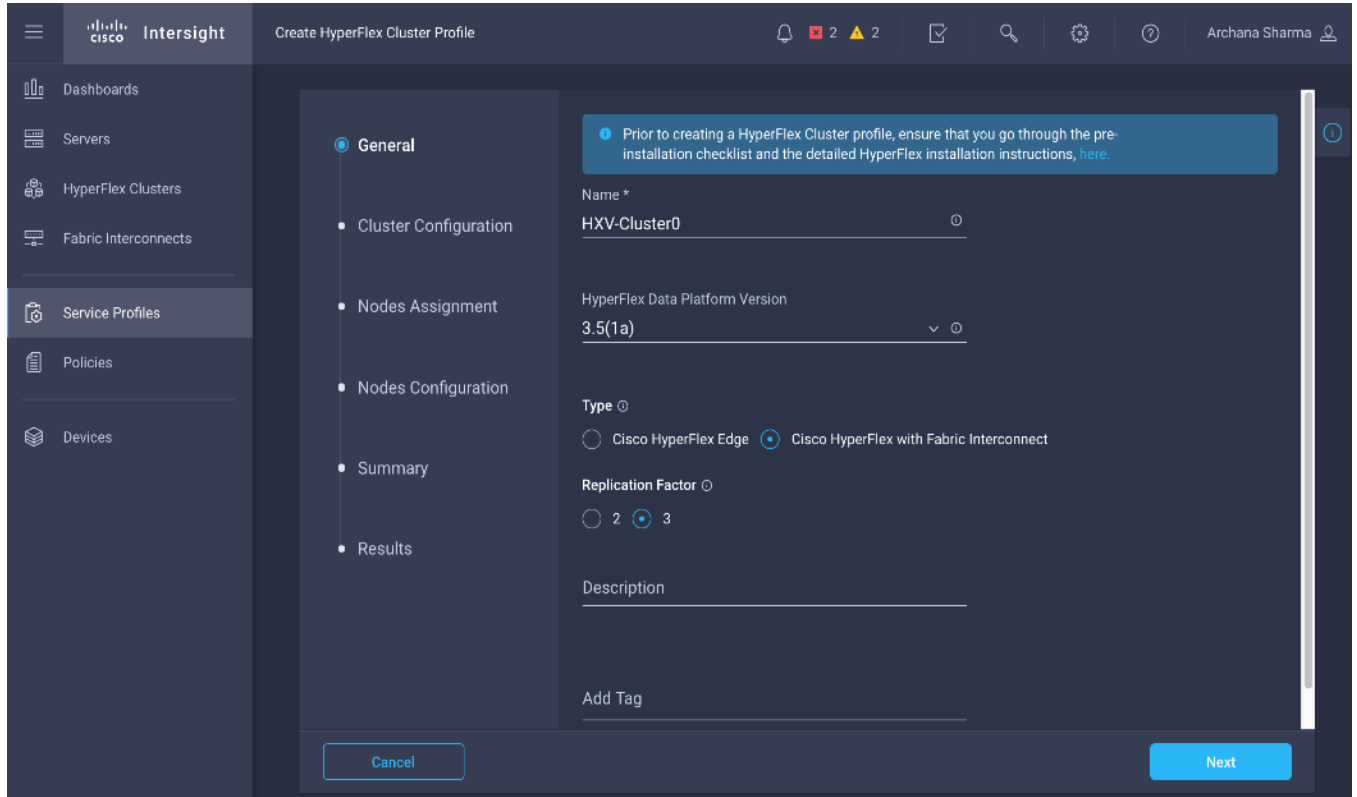 cisco Intersight
Create HyperFlex Cluster Profile
2 2
Archana Sharma
Dashboards
Servers
HyperFlex Clusters
Fabric Interconnects
Service Profiles
Policies
Devices
General
Cluster Configuration
Nodes Assignment
Nodes Configuration
Summary
Results
Prior to creating a HyperFlex Cluster profile, ensure that you go through the pre-
installation checklist and the detailed HyperFlex installation instructions, here.
Name *
HXV-Cluster0
HyperFlex Data Platform Version
3.5(1a)
Type
Cisco HyperFlex Edge Cisco HyperFlex with Fabric Interconnect
Replication Factor
2 3
Description
Add Tag
Cancel
Next